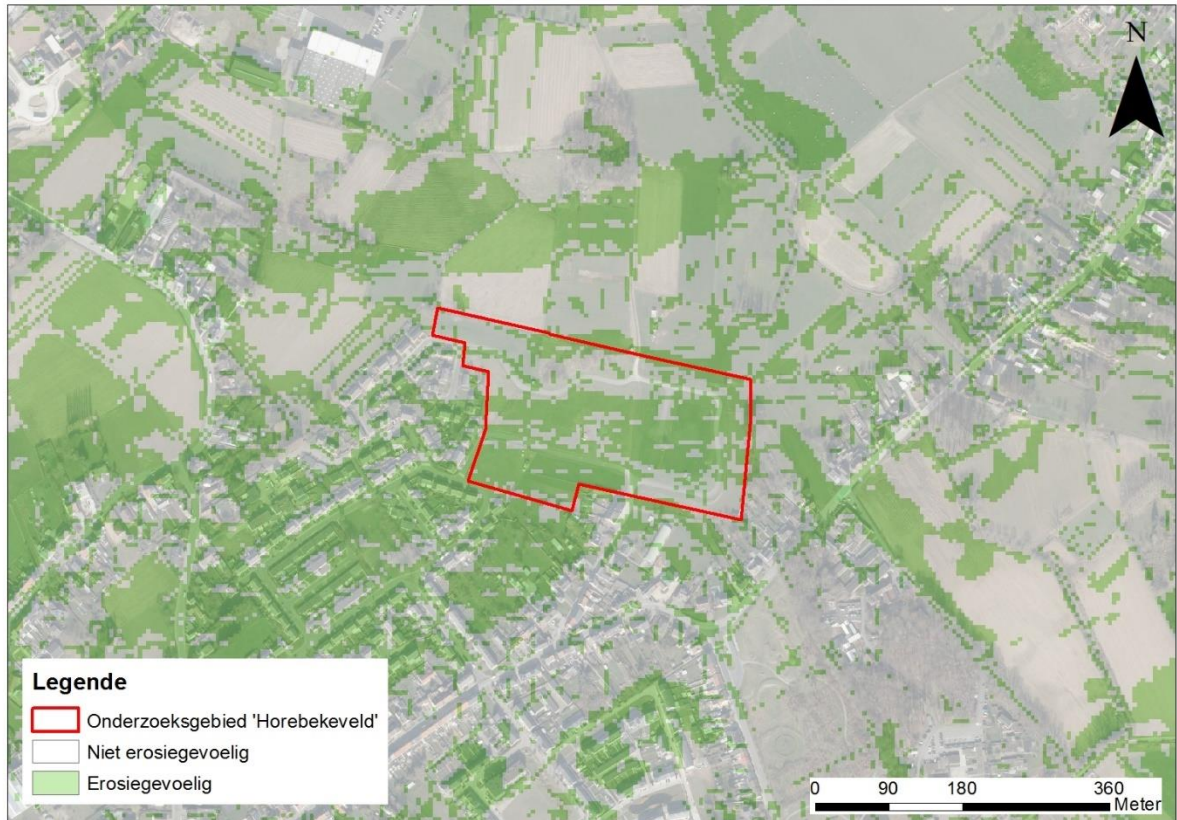 N
Legende
Onderzoeksgebied 'Horebekeveld'
Niet erosiegevoelig
Erosiegevoelig
0 90 180 360
Meter